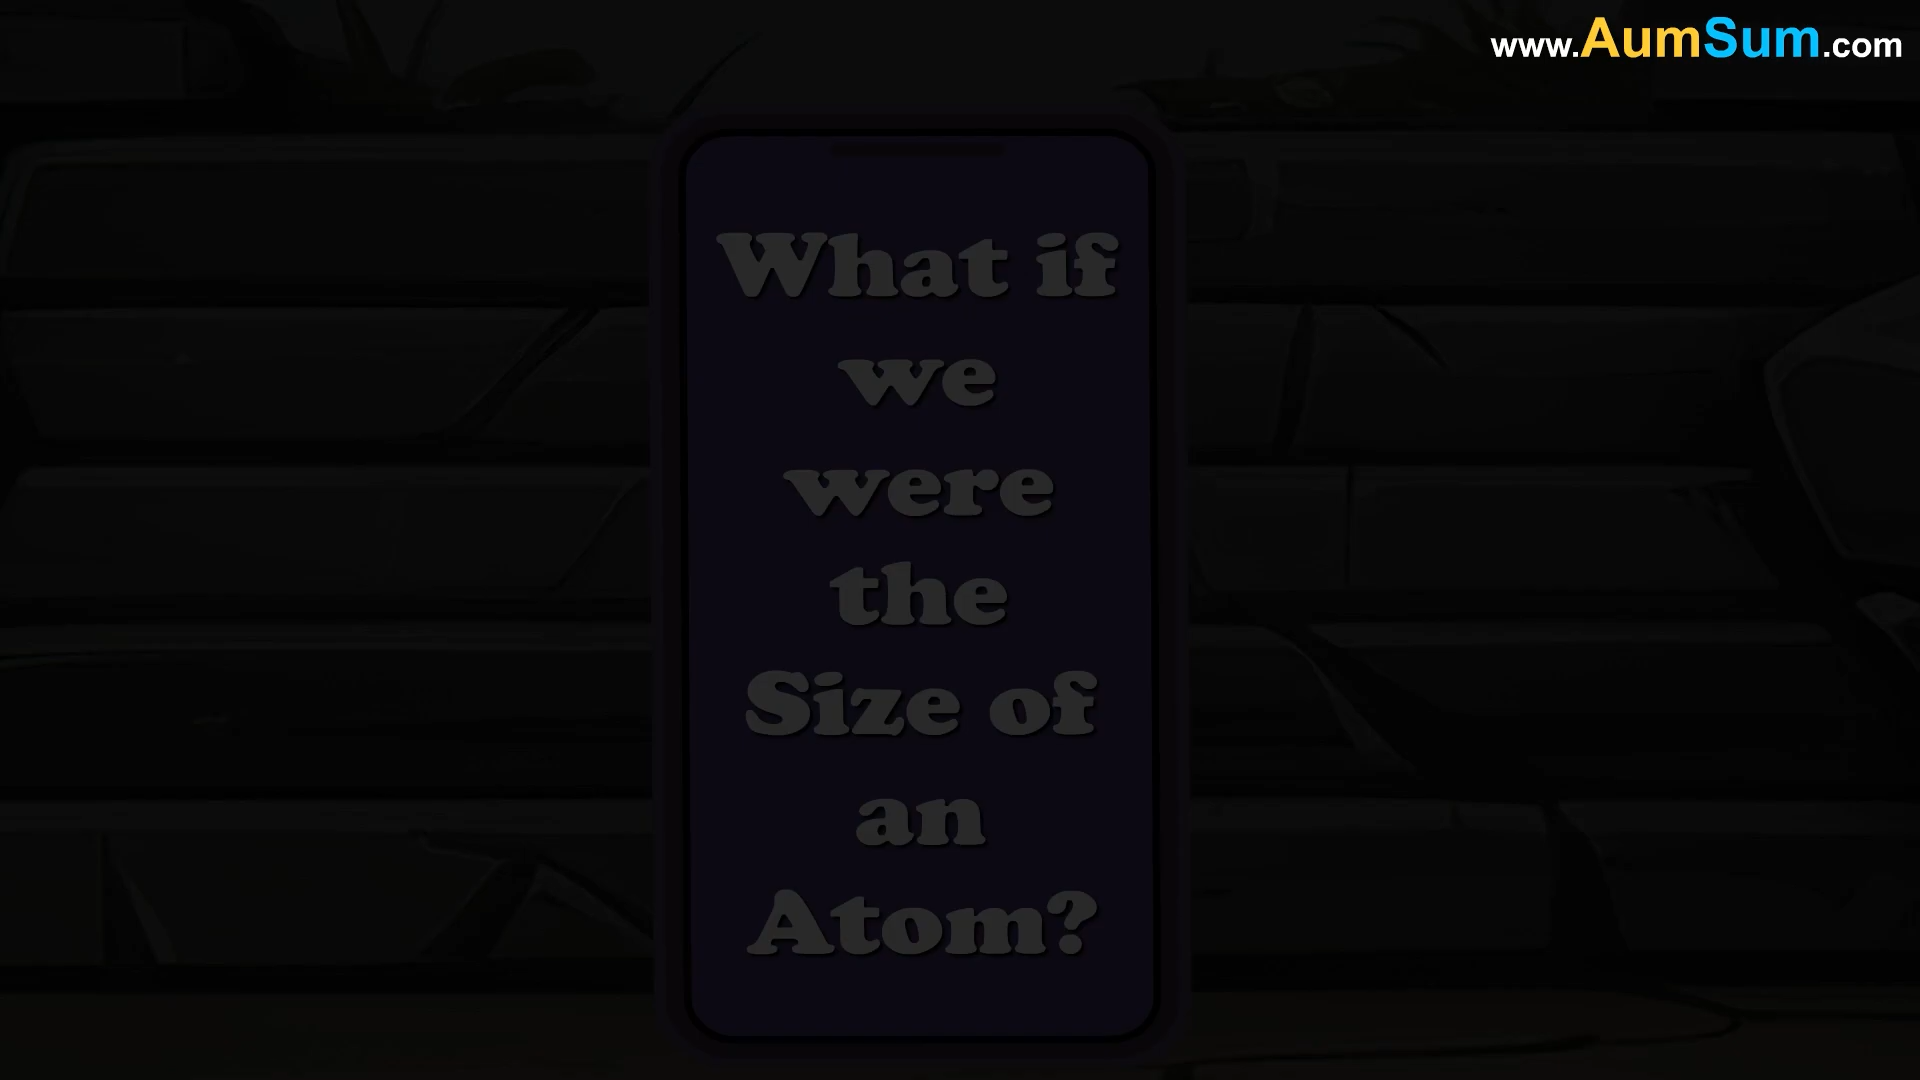 www.AumSum.com
What if
we
were
the
Size of
an
Atom?